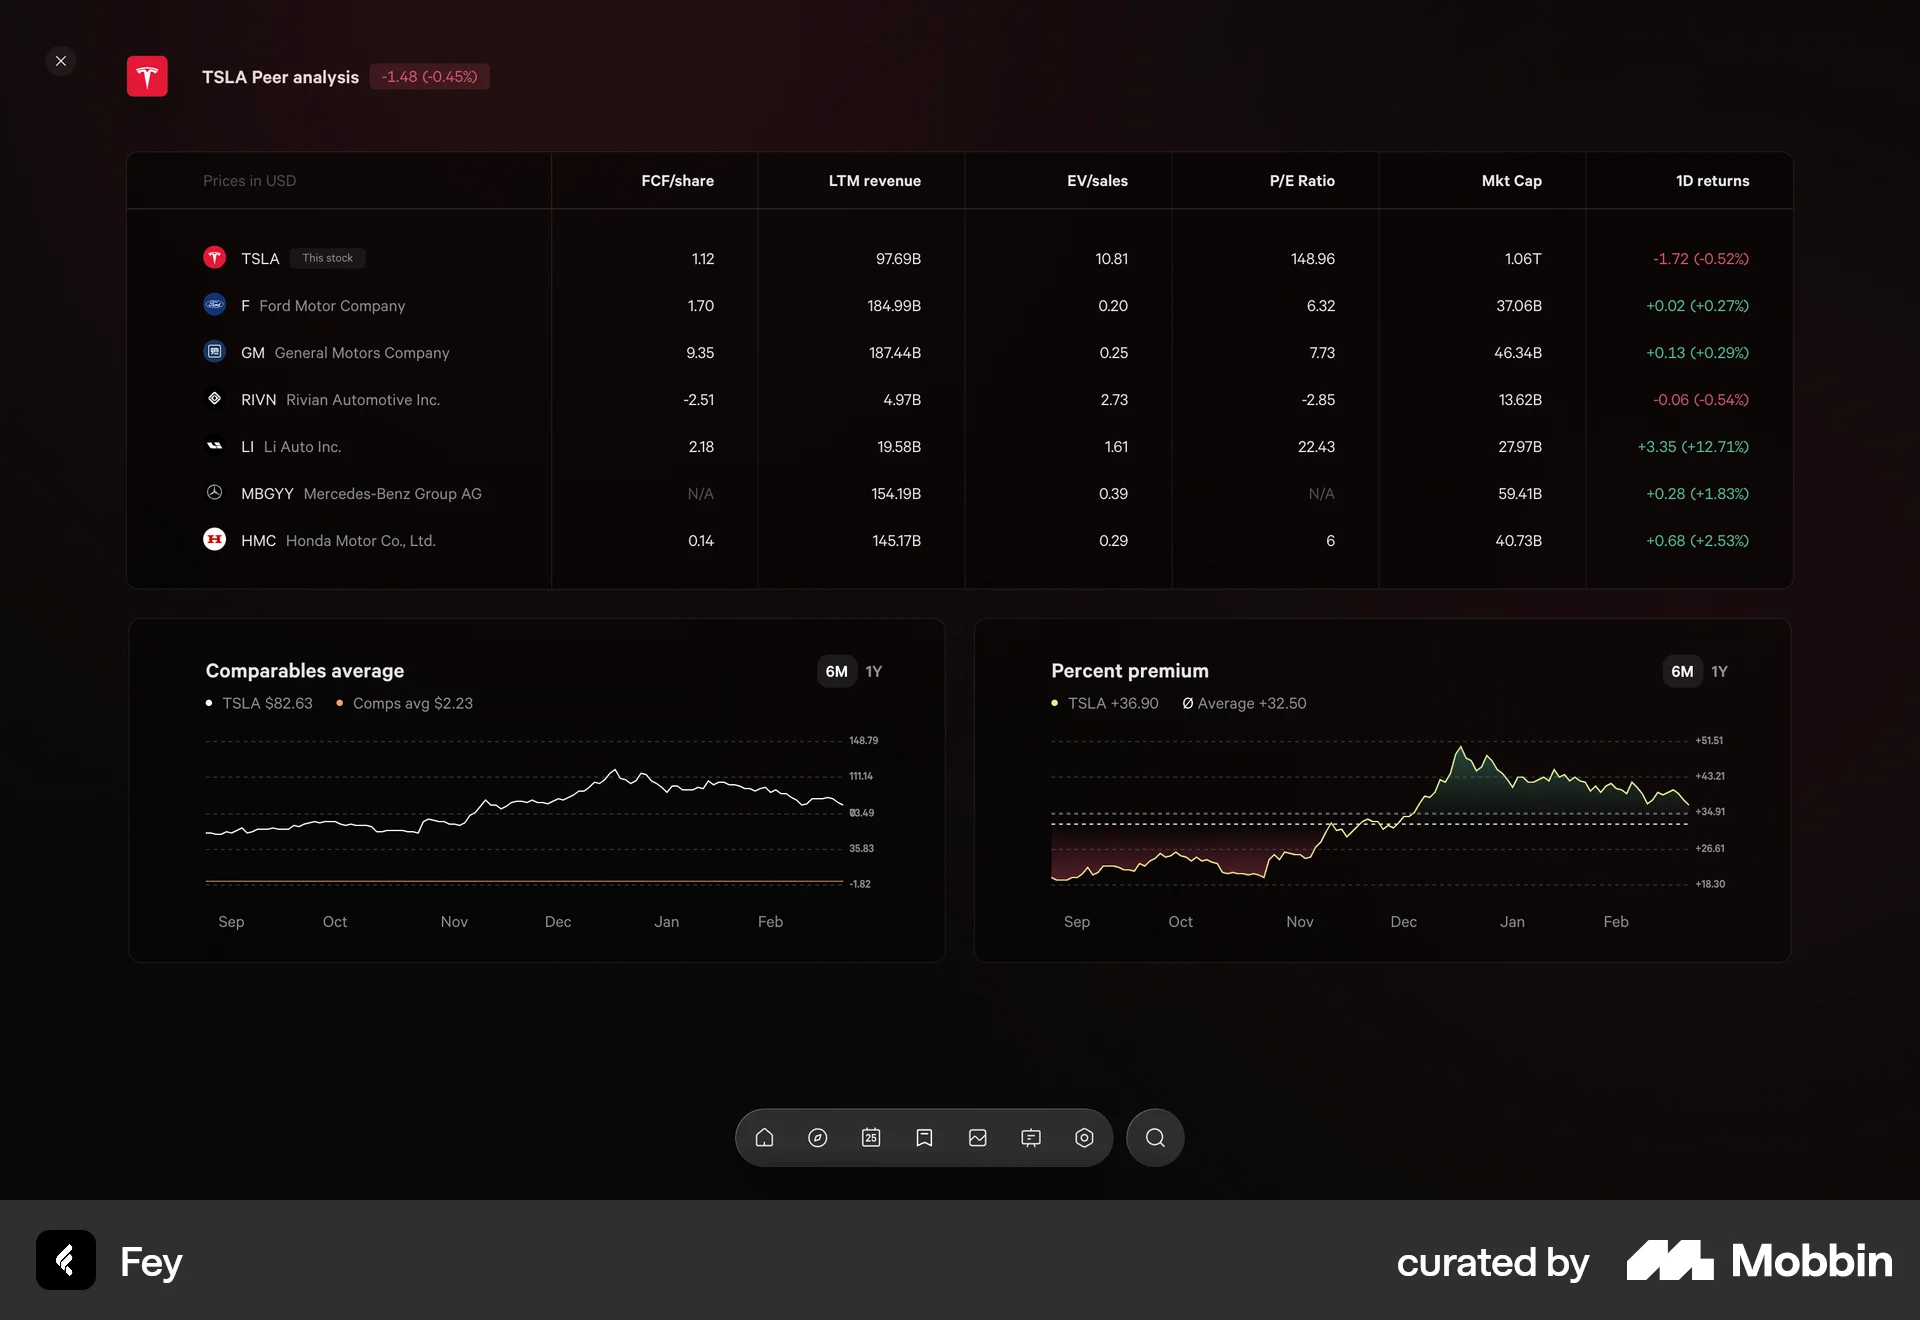 TSLA Peer analysis -1.48 (-0.45%)
Prices in USD FCF/share LTM revenue EV/sales P/E Ratio Mkt Cap 1D returns
TSLA This stock 1.12 97.69B 10.81 148.96 1.06T -1.72 (-0.52%)
F Ford Motor Company 1.70 184.99B 0.20 6.32 37.06B +0.02 (+0.27%)
GM General Motors Company 9.35 187.44B 0.25 7.73 46.34B +0.13 (+0.29%)
RIVN Rivian Automotive Inc. -2.51 4.97B 2.73 -2.85 13.62B -0.06 (-0.54%)
LI Li Auto Inc. 2.18 19.58B 1.61 22.43 27.97B +3.35 (+12.71%)
MBGYY Mercedes-Benz Group AG N/A 154.19B 0.39 N/A 59.41B +0.28 (+1.83%)
HMC Honda Motor Co., Ltd. 0.14 145.17B 0.29 6 40.73B +0.68 (+2.53%)
Comparables average 6M 1Y
TSLA $82.63 Comps avg $2.23
148.79
111.14
73.49
35.83
-1.82
Sep Oct Nov Dec Jan Feb
Percent premium 6M 1Y
TSLA +36.90 Ø Average +32.50
+51.51
+43.21
+34.91
+26.61
+18.30
Sep Oct Nov Dec Jan Feb
25
Fey
curated by Mobbin